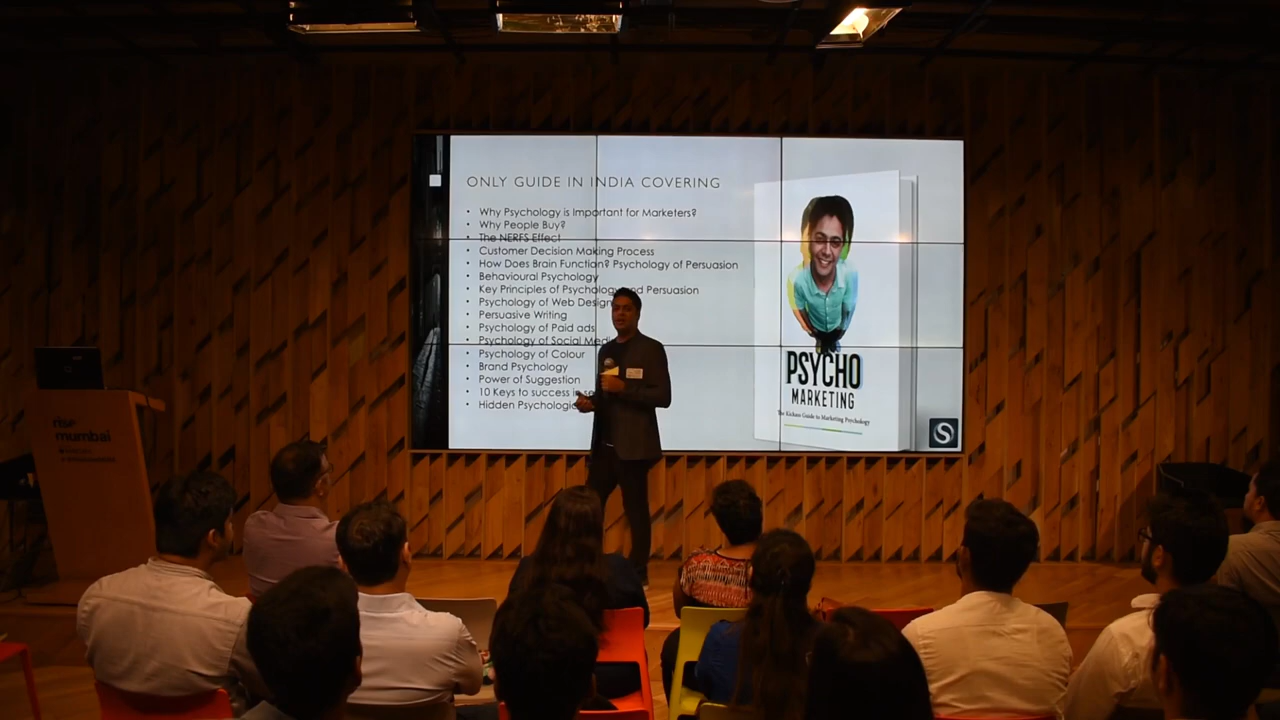 ONLY GUIDE IN INDIA COVERING
• Why Psychology is Important for Marketers?
• Why People Buy?
• The NERFS Effect
Customer Decision Making Process
• How Does Brain Function? Psychology of Persuasion
• Behavioural Psychology
• Key Principles of Psychology and Persuasion
• Psychology of Web Design
• Persuasive Writing
• Psychology of Paid ads
• Psychology of Social Medi
• Psychology of Colour
• Brand Psychology
• Power of Suggestion
• 10 Keys to success in
• Hidden Psychologic
PSYCHO
MARKETING
The Kickass Guide to Marketing Psychology
S
rise
mumbai